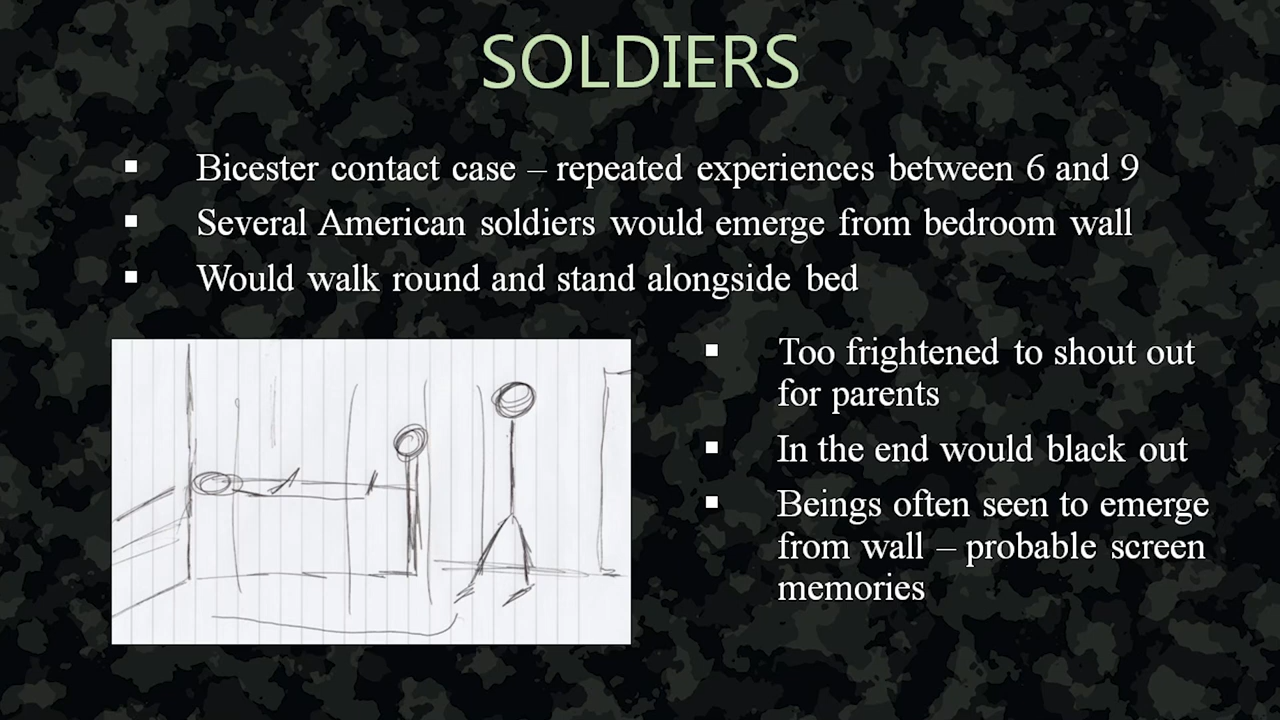 SOLDIERS
▪ Bicester contact case – repeated experiences between 6 and 9
▪ Several American soldiers would emerge from bedroom wall
▪ Would walk round and stand alongside bed
▪ Too frightened to shout out
for parents
▪ In the end would black out
▪ Beings often seen to emerge
from wall – probable screen
memories